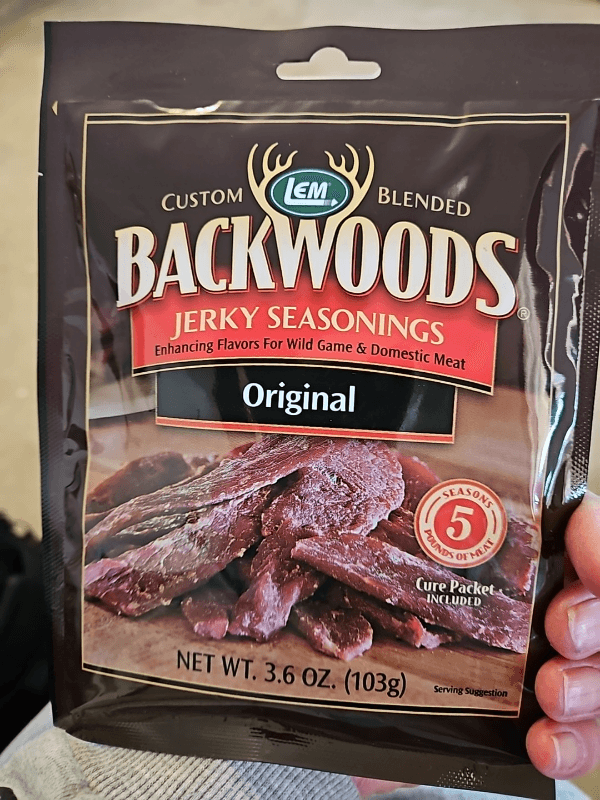 LEM
CUSTOM BLENDED
BACKWOODS®
JERKY SEASONINGS
Enhancing Flavors For Wild Game & Domestic Meat
Original
SEASONS
5
POUNDS OF MEAT
Cure Packet
INCLUDED
NET WT. 3.6 OZ. (103g)
Serving Suggestion